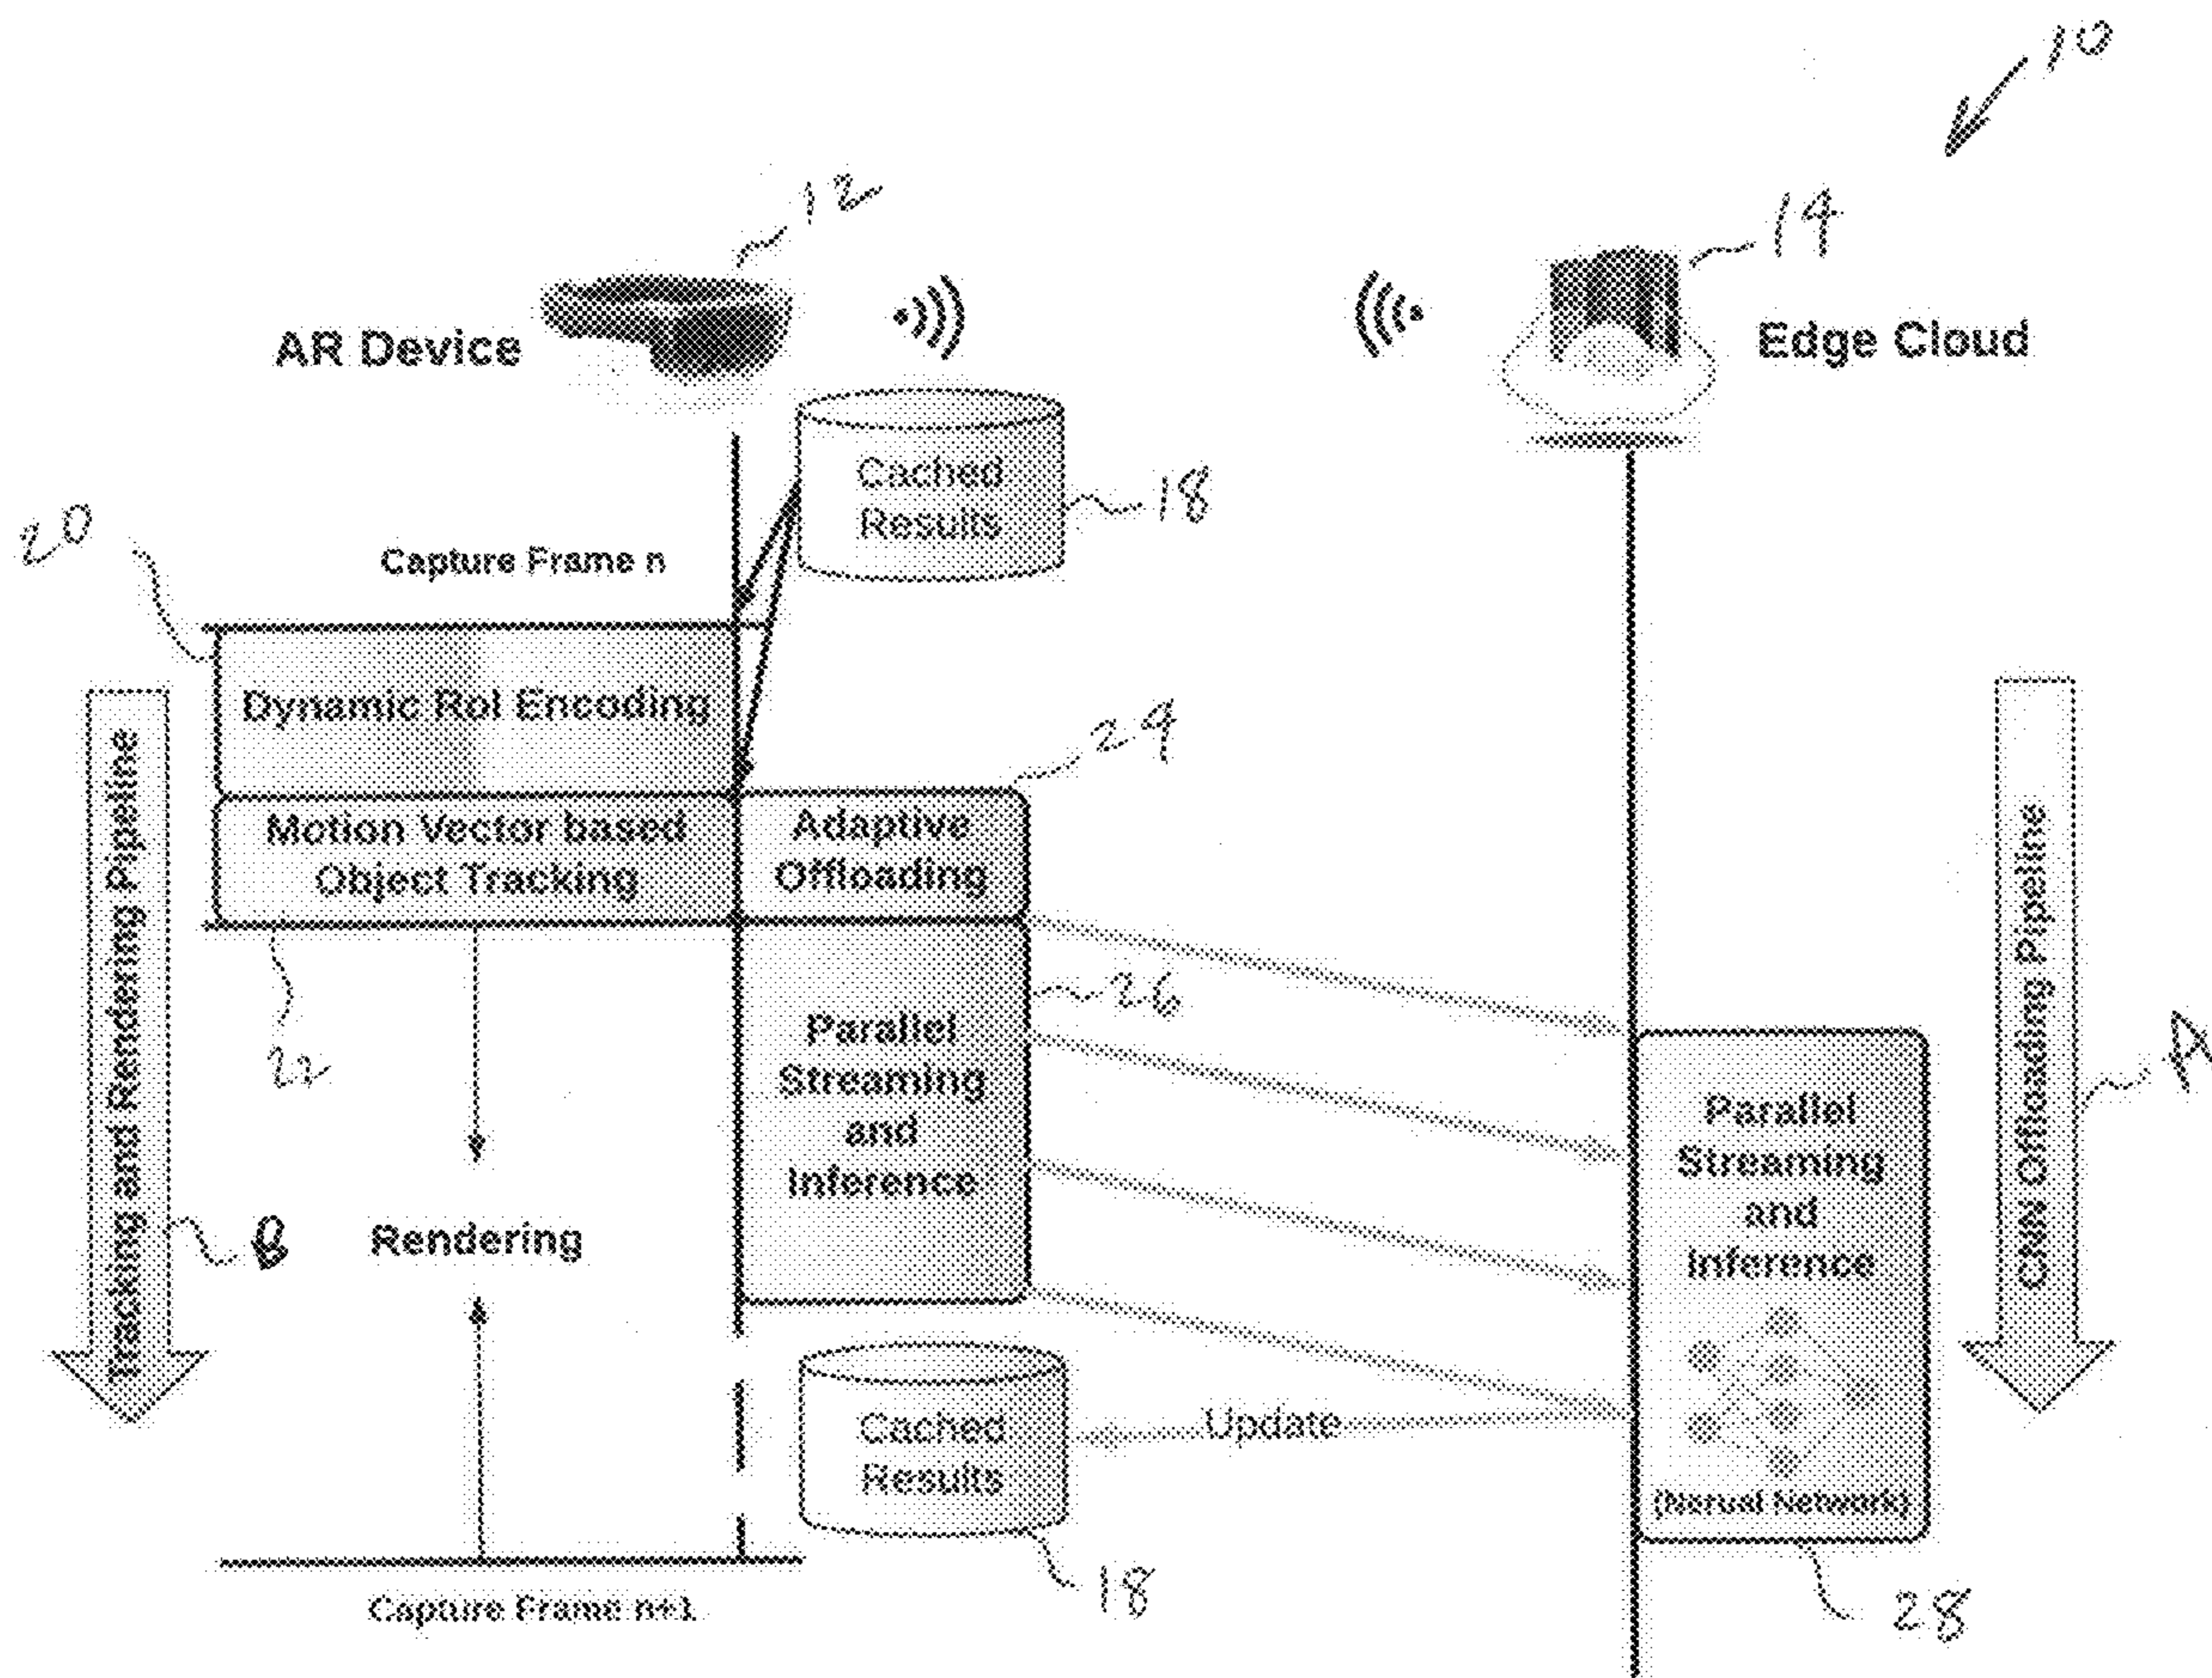 10
12
14
AR Device
Edge Cloud
Cached
Results
18
20
Capture Frame n
Dynamic RoI Encoding
24
Motion Vector based
Object Tracking
Adaptive
Offloading
22
26
Parallel
Streaming
and
Inference
Tracking and Rendering Pipeline
B
Rendering
Parallel
Streaming
and
Inference
(Nerual Network)
CNN Offloading Pipeline
A
Update
Cached
Results
18
28
Capture Frame n+1